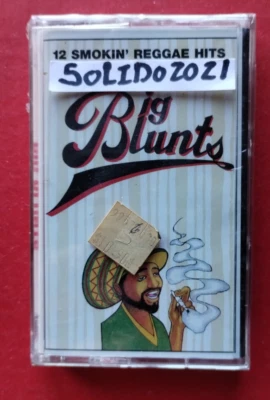 12 SMOKIN' REGGAE HITS
SOLIDO2021
Big
Blunts